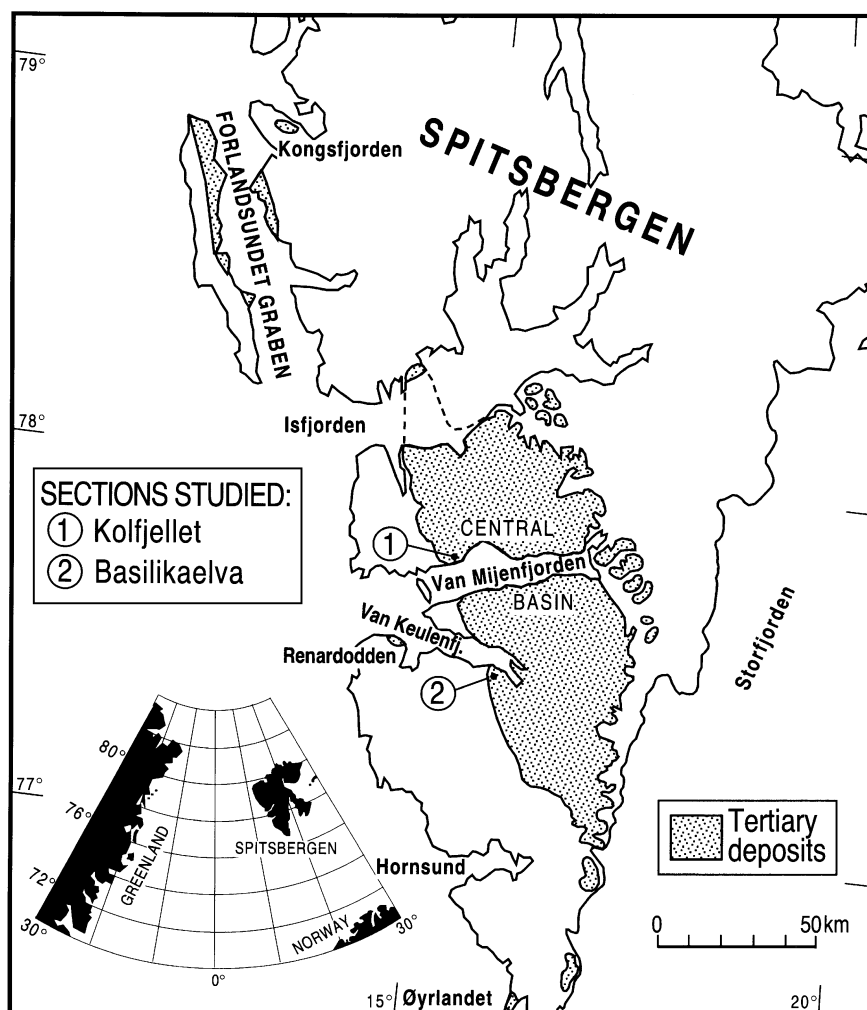 79°
FORLANDSUNDET GRABEN
Kongsfjorden
SPITSBERGEN
78°
Isfjorden
SECTIONS STUDIED:
1 Kolfjellet
2 Basilikaelva
CENTRAL
1
Van Mijenfjorden
BASIN
Van Keulenfj.
Renardodden
2
Storfjorden
77°
80°
76°
72°
30°
GREENLAND
SPITSBERGEN
NORWAY
30°
0°
Hornsund
Tertiary
deposits
0 50km
15° Øyrlandet 20°